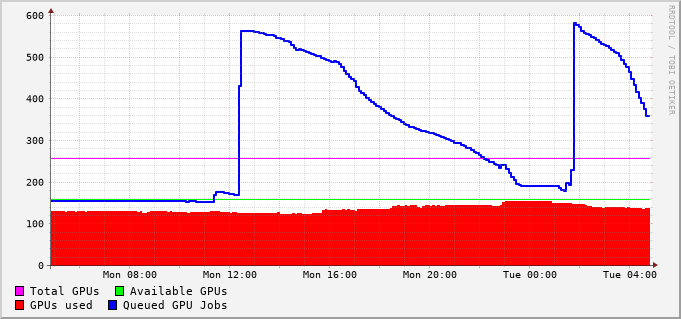 600
500
400
300
200
100
0
Mon 08:00 Mon 12:00 Mon 16:00 Mon 20:00 Tue 00:00 Tue 04:00
Total GPUs Available GPUs
GPUs used Queued GPU Jobs
RRDTOOL / TOBI OETIKER